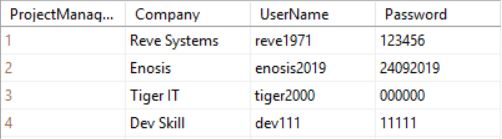 ProjectManaq... Company UserName Password
1 Reve Systems reve1971 123456
2 Enosis enosis2019 24092019
3 Tiger IT tiger2000 000000
4 Dev Skill dev111 11111